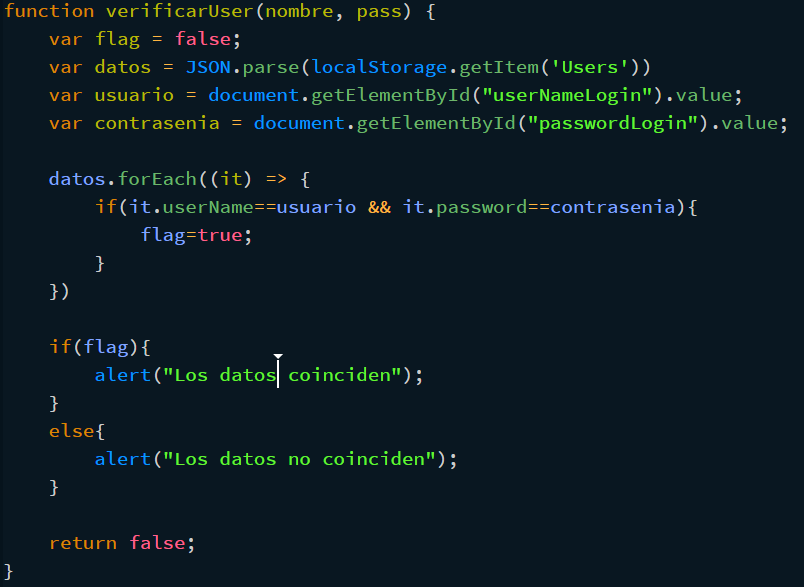 function verificarUser(nombre, pass) {
    var flag = false;
    var datos = JSON.parse(localStorage.getItem('Users'))
    var usuario = document.getElementById("userNameLogin").value;
    var contrasenia = document.getElementById("passwordLogin").value;

    datos.forEach((it) => {
        if(it.userName==usuario && it.password==contrasenia){
            flag=true;
        }
    })

    if(flag){
        alert("Los datos coinciden");
    }
    else{
        alert("Los datos no coinciden");
    }

    return false;
}